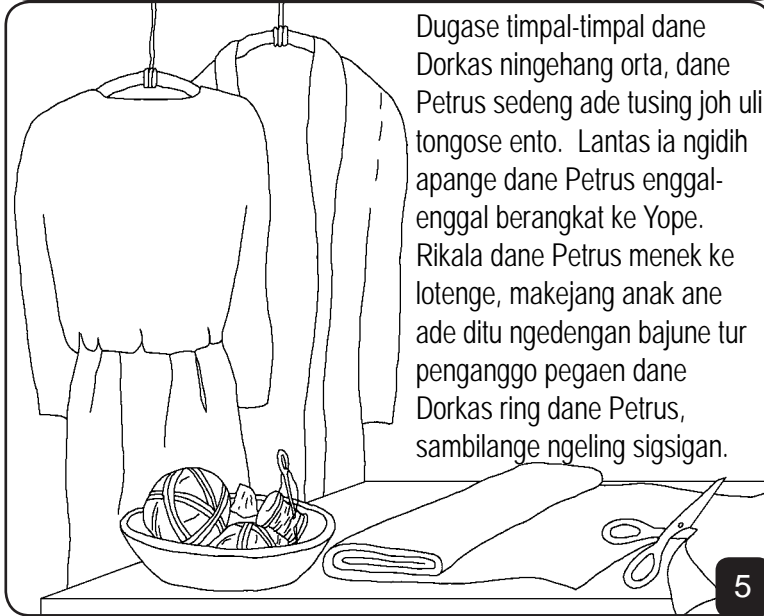 Dugase timpal-timpal dane
Dorkas ningehang orta, dane
Petrus sedeng ade tusing joh uli
tongose ento.  Lantas ia ngidih
apange dane Petrus enggal-
enggal berangkat ke Yope.
Rikala dane Petrus menek ke
lotenge, makejang anak ane
ade ditu ngedengan bajune tur
penganggo pegaen dane
Dorkas ring dane Petrus,
sambilange ngeling sigsigan.
5